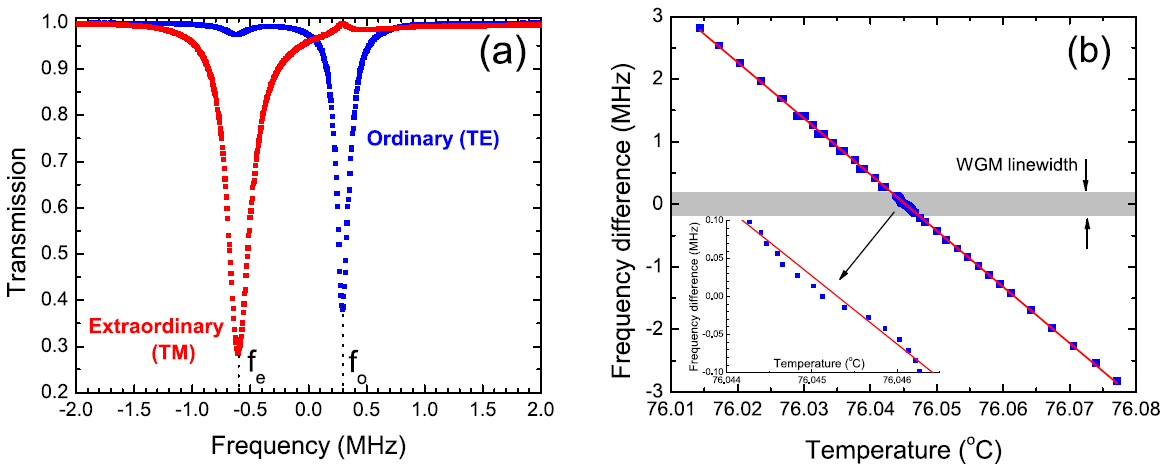 (a)
1.0
0.9
0.8
0.7
0.6
0.5
0.4
0.3
0.2
Transmission
Ordinary (TE)
Extraordinary
(TM)
fe
fo
-2.0 -1.5 -1.0 -0.5 0.0 0.5 1.0 1.5 2.0
Frequency (MHz)
(b)
3
2
1
0
-1
-2
-3
Frequency difference (MHz)
WGM linewidth
0.10
0.05
0.00
-0.05
-0.10
Frequency difference (MHz)
Temperature (°C)
76.044 76.045 76.046
76.01 76.02 76.03 76.04 76.05 76.06 76.07 76.08
Temperature (°C)